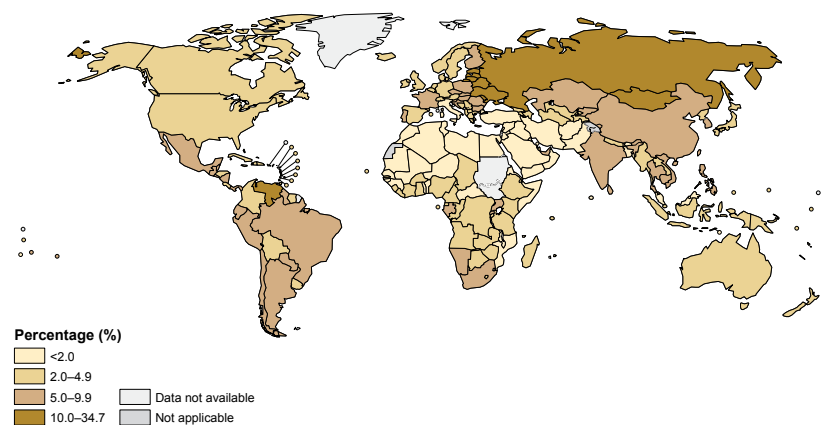 Percentage (%)
<2.0
2.0–4.9
5.0–9.9
10.0–34.7
Data not available
Not applicable